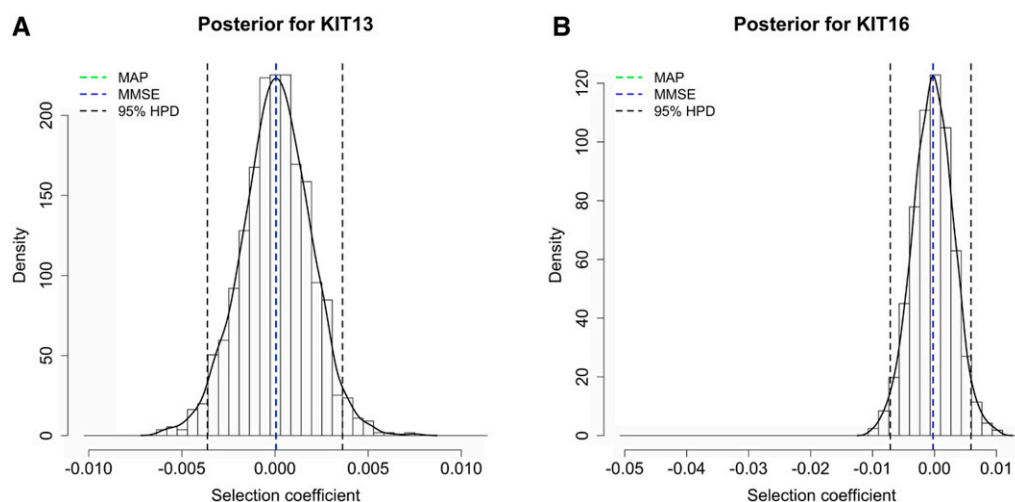 A
Posterior for KIT13
MAP
MMSE
95% HPD
Density
0
50
100
150
200
-0.010
-0.005
0.000
0.005
0.010
Selection coefficient
B
Posterior for KIT16
MAP
MMSE
95% HPD
Density
0
20
40
60
80
100
120
-0.05
-0.04
-0.03
-0.02
-0.01
0.00
0.01
Selection coefficient